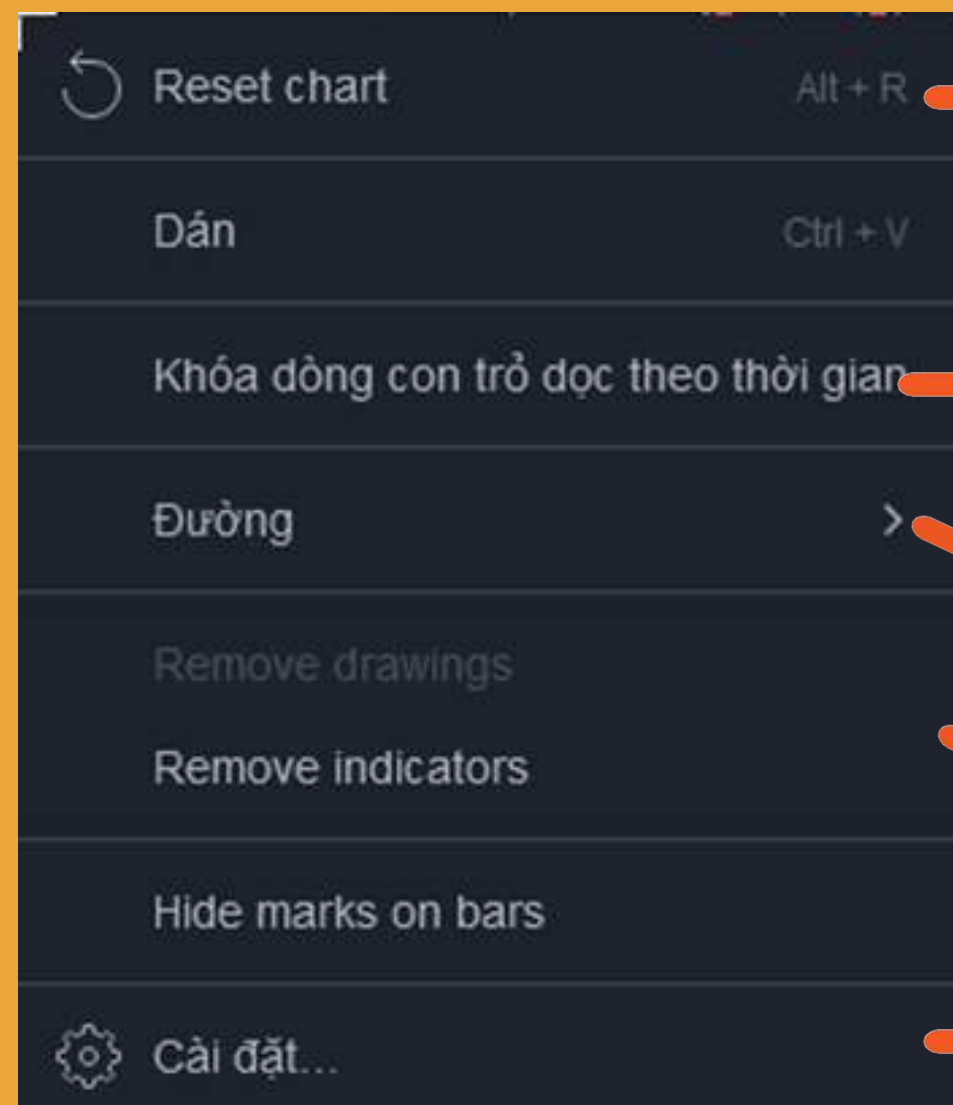 Reset chart Alt + R
Dán Ctrl + V
Khóa dòng con trỏ dọc theo thời gian
Đường
Remove drawings
Remove indicators
Hide marks on bars
Cài đặt...